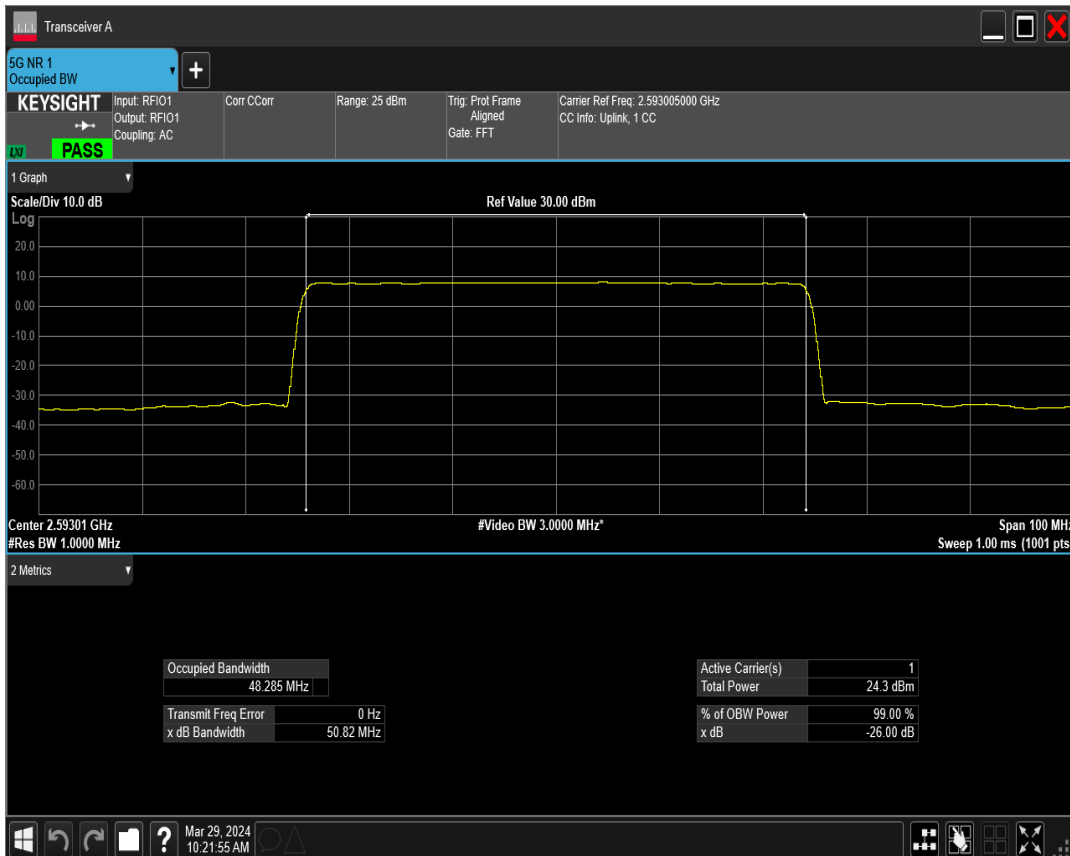 Transceiver A
5G NR 1
Occupied BW
+
KEYSIGHT
LXI
PASS
Input: RFIO1
Output: RFIO1
Coupling: AC
Corr CCorr
Range: 25 dBm
Trig: Prot Frame
Aligned
Gate: FFT
Carrier Ref Freq: 2.593005000 GHz
CC Info: Uplink, 1 CC
1 Graph
Scale/Div 10.0 dB
Ref Value 30.00 dBm
Log
20.0
10.0
0.00
-10.0
-20.0
-30.0
-40.0
-50.0
-60.0
Center 2.59301 GHz
#Video BW 3.0000 MHz*
Span 100 MHz
#Res BW 1.0000 MHz
Sweep 1.00 ms (1001 pts
2 Metrics
Occupied Bandwidth
48.285 MHz
Transmit Freq Error 0 Hz
x dB Bandwidth 50.82 MHz
Active Carrier(s) 1
Total Power 24.3 dBm
% of OBW Power 99.00 %
x dB -26.00 dB
?
Mar 29, 2024
10:21:55 AM